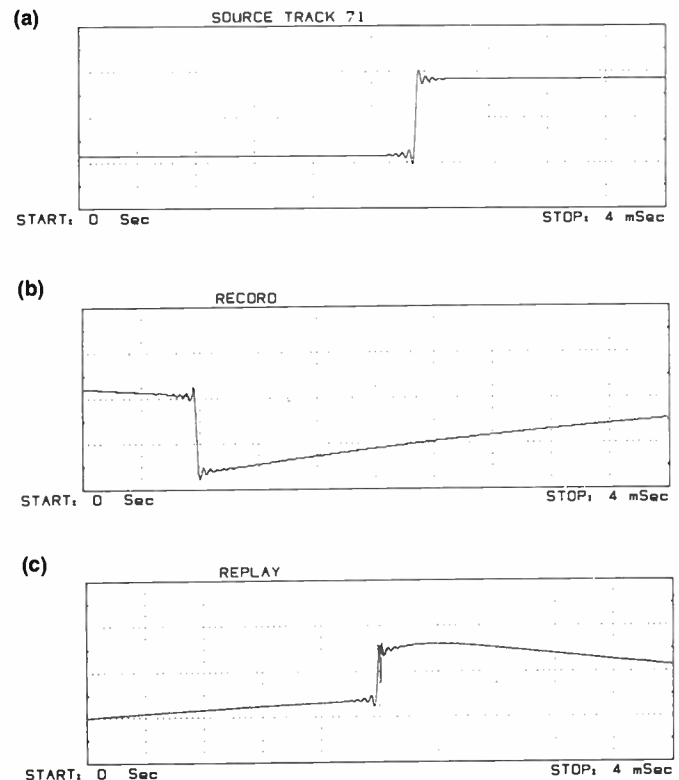 (a)
SOURCE TRACK 71
START: 0 Sec STOP: 4 mSec
(b)
RECORD
START: 0 Sec STOP: 4 mSec
(c)
REPLAY
START: 0 Sec STOP: 4 mSec